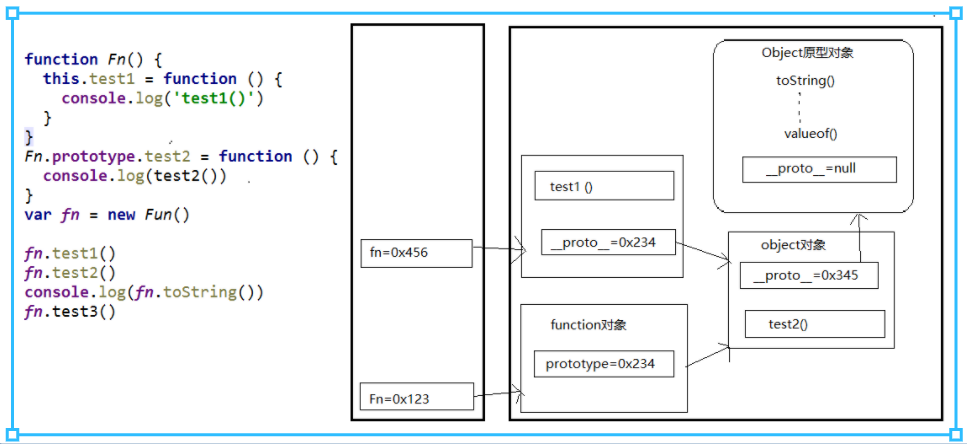 function Fn() {
this.test1 = function () {
console.log('test1()')
}
}
Fn.prototype.test2 = function () {
console.log(test2())
}
var fn = new Fun()
fn.test1()
fn.test2()
console.log(fn.toString())
fn.test3()
fn=0x456
Fn=0x123
test1 ()
__proto__=0x234
function对象
prototype=0x234
Object原型对象
toString()
valueof()
__proto__=null
object对象
__proto__=0x345
test2()